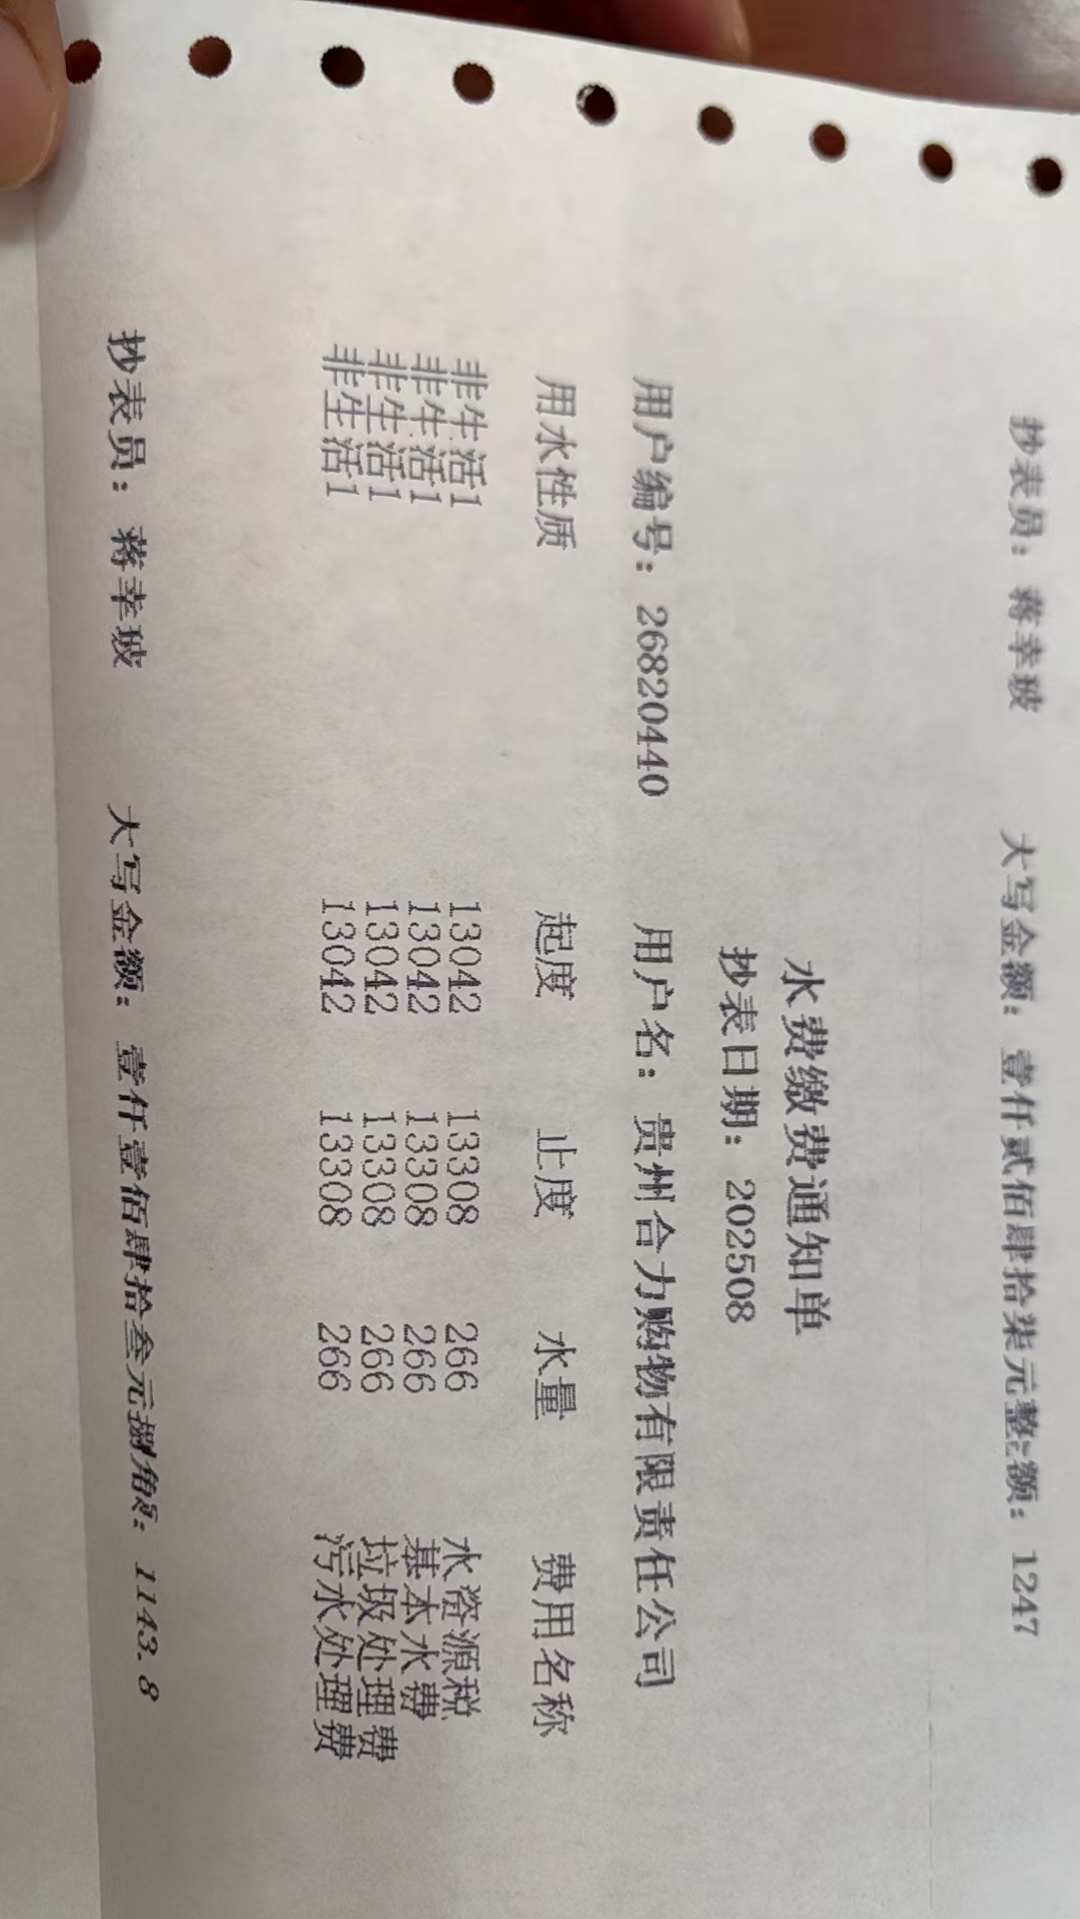 抄表员：蒋幸玻 大写金额：壹仟贰佰肆拾柒元整 额：1247
水费缴费通知单
抄表日期：202508
用户编号：26820440 用户名：贵州合力购物有限责任公司
用水性质 起度 止度 水量 费用名称
非生活1 13042 13308 266 水资源税
非生活1 13042 13308 266 基本水费
非生活1 13042 13308 266 垃圾处理费
非生活1 13042 13308 266 污水处理费
抄表员：蒋幸玻 大写金额：壹仟壹佰肆拾叁元捌角 ：1143.8